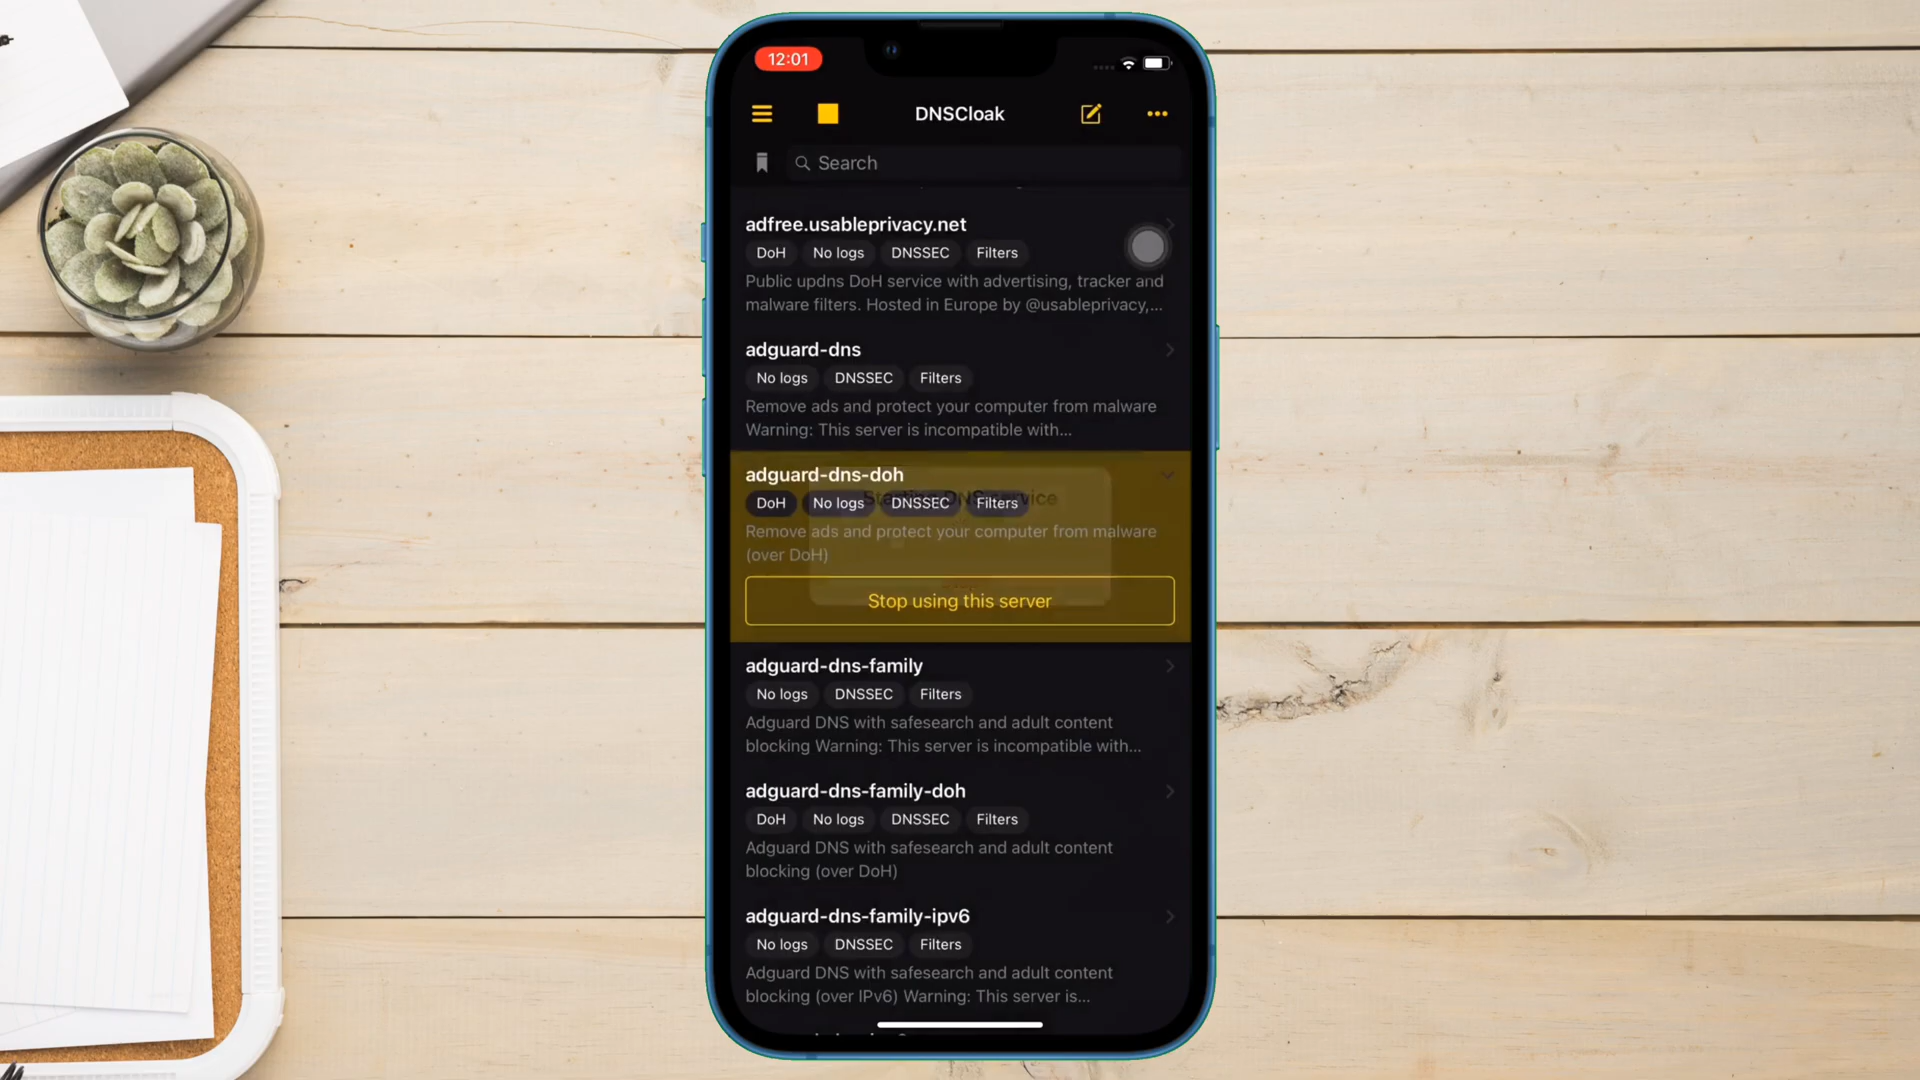 12:01
DNSCloak
Search
adfree.usableprivacy.net
DoH No logs DNSSEC Filters
Public updns DoH service with advertising, tracker and
malware filters. Hosted in Europe by @usableprivacy,...
adguard-dns
No logs DNSSEC Filters
Remove ads and protect your computer from malware
Warning: This server is incompatible with...
adguard-dns-doh
Starting DNS service
DoH No logs DNSSEC Filters
Remove ads and protect your computer from malware
(over DoH)
Stop using this server
adguard-dns-family
No logs DNSSEC Filters
Adguard DNS with safesearch and adult content
blocking Warning: This server is incompatible with...
adguard-dns-family-doh
DoH No logs DNSSEC Filters
Adguard DNS with safesearch and adult content
blocking (over DoH)
adguard-dns-family-ipv6
No logs DNSSEC Filters
Adguard DNS with safesearch and adult content
blocking (over IPv6) Warning: This server is...